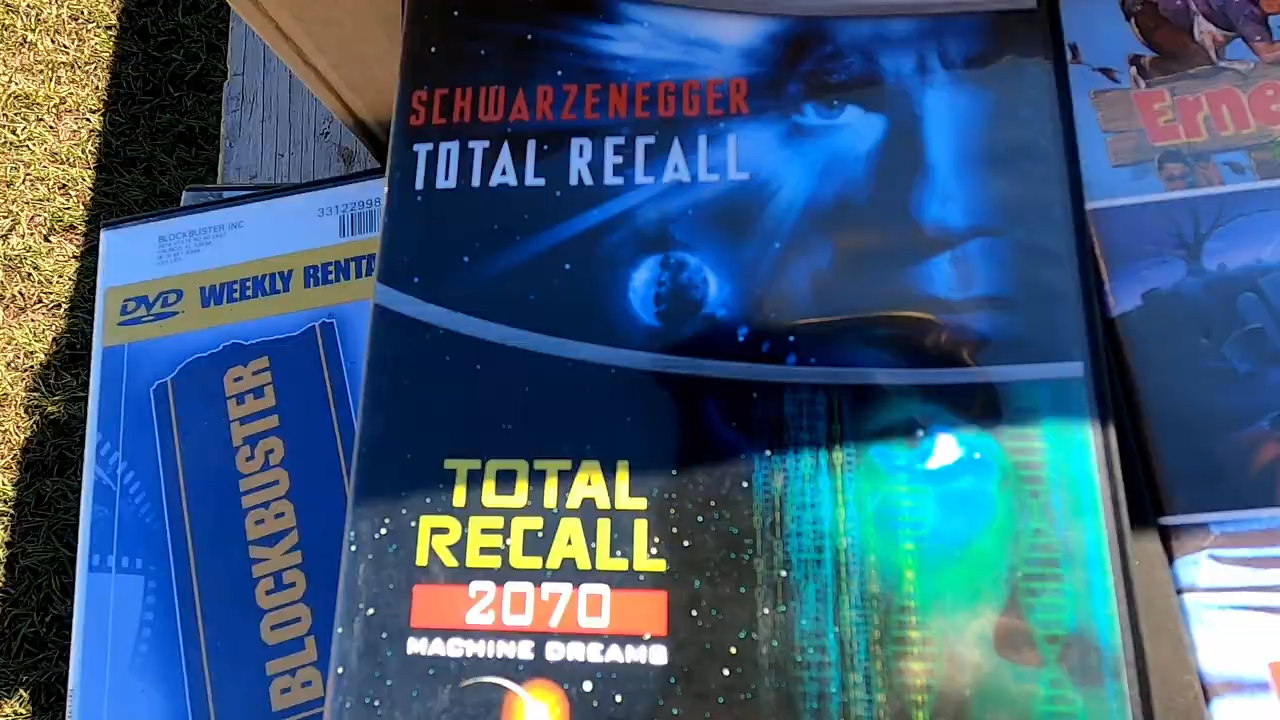 SCHWARZENEGGER
TOTAL RECALL
TOTAL
RECALL
2070
MACHINE DREAMS
BLOCKBUSTER INC
33122998
DVD
WEEKLY RENTA
BLOCKBUSTER
Erne